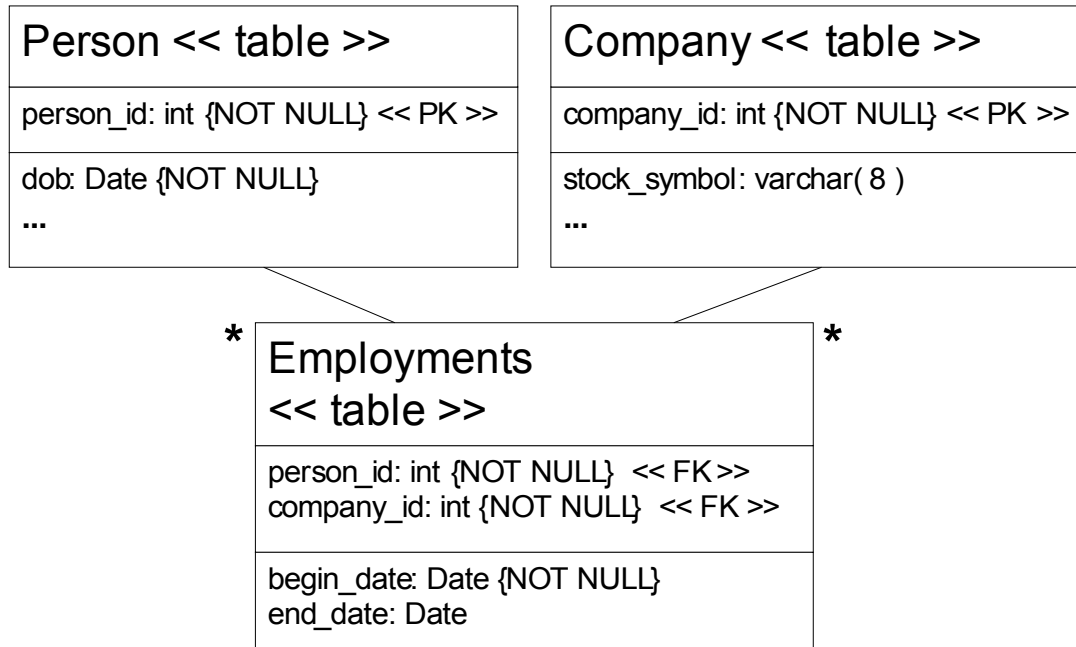 Person << table >>
person_id: int {NOT NULL} << PK >>
dob: Date {NOT NULL}
...
Company << table >>
company_id: int {NOT NULL} << PK >>
stock_symbol: varchar( 8 )
...
* *
Employments
<< table >>
person_id: int {NOT NULL} << FK >>
company_id: int {NOT NULL} << FK >>
begin_date: Date {NOT NULL}
end_date: Date